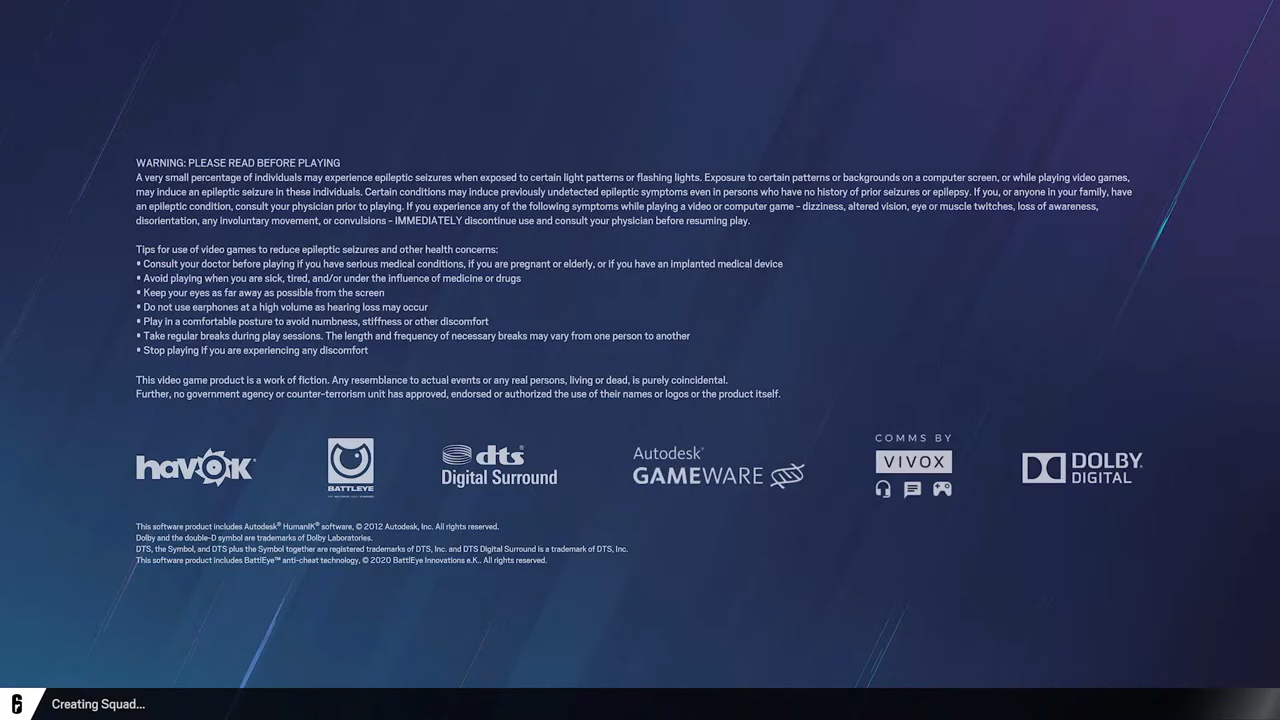 WARNING: PLEASE READ BEFORE PLAYING
A very small percentage of individuals may experience epileptic seizures when exposed to certain light patterns or flashing lights. Exposure to certain patterns or backgrounds on a computer screen, or while playing video games,
may induce an epileptic seizure in these individuals. Certain conditions may induce previously undetected epileptic symptoms even in persons who have no history of prior seizures or epilepsy. If you, or anyone in your family, have
an epileptic condition, consult your physician prior to playing. If you experience any of the following symptoms while playing a video or computer game - dizziness, altered vision, eye or muscle twitches, loss of awareness,
disorientation, any involuntary movement, or convulsions - IMMEDIATELY discontinue use and consult your physician before resuming play.
Tips for use of video games to reduce epileptic seizures and other health concerns:
• Consult your doctor before playing if you have serious medical conditions, if you are pregnant or elderly, or if you have an implanted medical device
• Avoid playing when you are sick, tired, and/or under the influence of medicine or drugs
• Keep your eyes as far away as possible from the screen
• Do not use earphones at a high volume as hearing loss may occur
• Play in a comfortable posture to avoid numbness, stiffness or other discomfort
• Take regular breaks during play sessions. The length and frequency of necessary breaks may vary from one person to another
• Stop playing if you are experiencing any discomfort
This video game product is a work of fiction. Any resemblance to actual events or any real persons, living or dead, is purely coincidental.
Further, no government agency or counter-terrorism unit has approved, endorsed or authorized the use of their names or logos or the product itself.
havok
BATTLEYE
dts
Digital Surround
Autodesk®
GAMEWARE
COMMS BY
VIVOX
DOLBY
DIGITAL
This software product includes Autodesk® HumanIK® software, © 2012 Autodesk, Inc. All rights reserved.
Dolby and the double-D symbol are trademarks of Dolby Laboratories.
DTS, the Symbol, and DTS plus the Symbol together are registered trademarks of DTS, Inc. and DTS Digital Surround is a trademark of DTS, Inc.
This software product includes BattlEye™ anti-cheat technology, © 2020 BattlEye Innovations e.K.. All rights reserved.
6
Creating Squad...